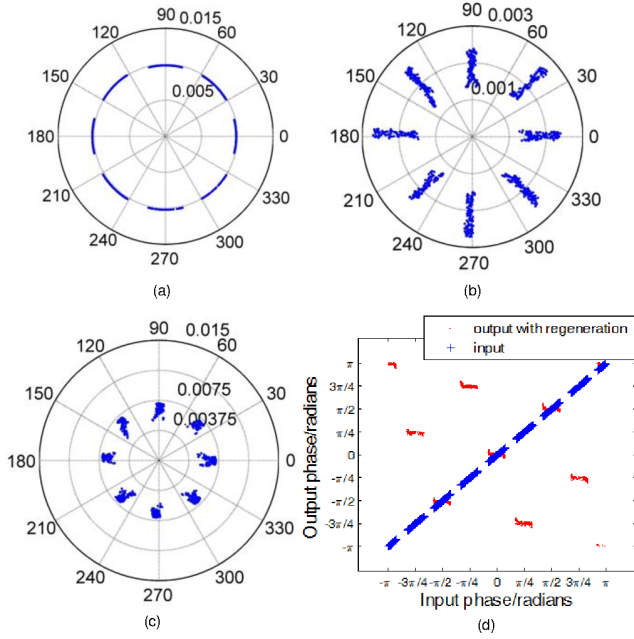 90 0.015
120 60
150 0.005 30
180 0
210 330
240 300
270
(a)
90 0.003
120 60
150 0.001 30
180 0
210 330
240 300
270
(b)
90 0.015
120 60
0.0075
150 0.00375 30
180 0
210 330
240 300
270
(c)
output with regeneration
input
Output phase/radians
π
3π/4
π/2
π/4
0
-π/4
-π/2
-3π/4
-π
-π -3π/4 -π/2 -π/4 0 π/4 π/2 3π/4 π
Input phase/radians
(d)